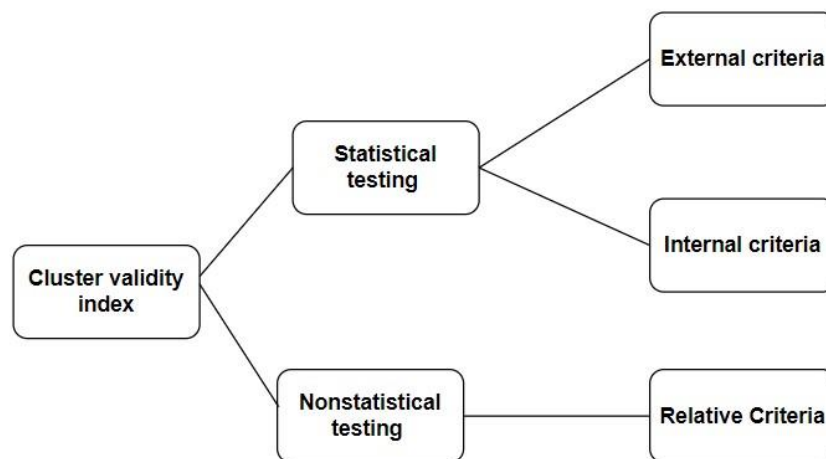 External criteria
Statistical
testing
Internal criteria
Cluster validity
index
Nonstatistical
testing
Relative Criteria